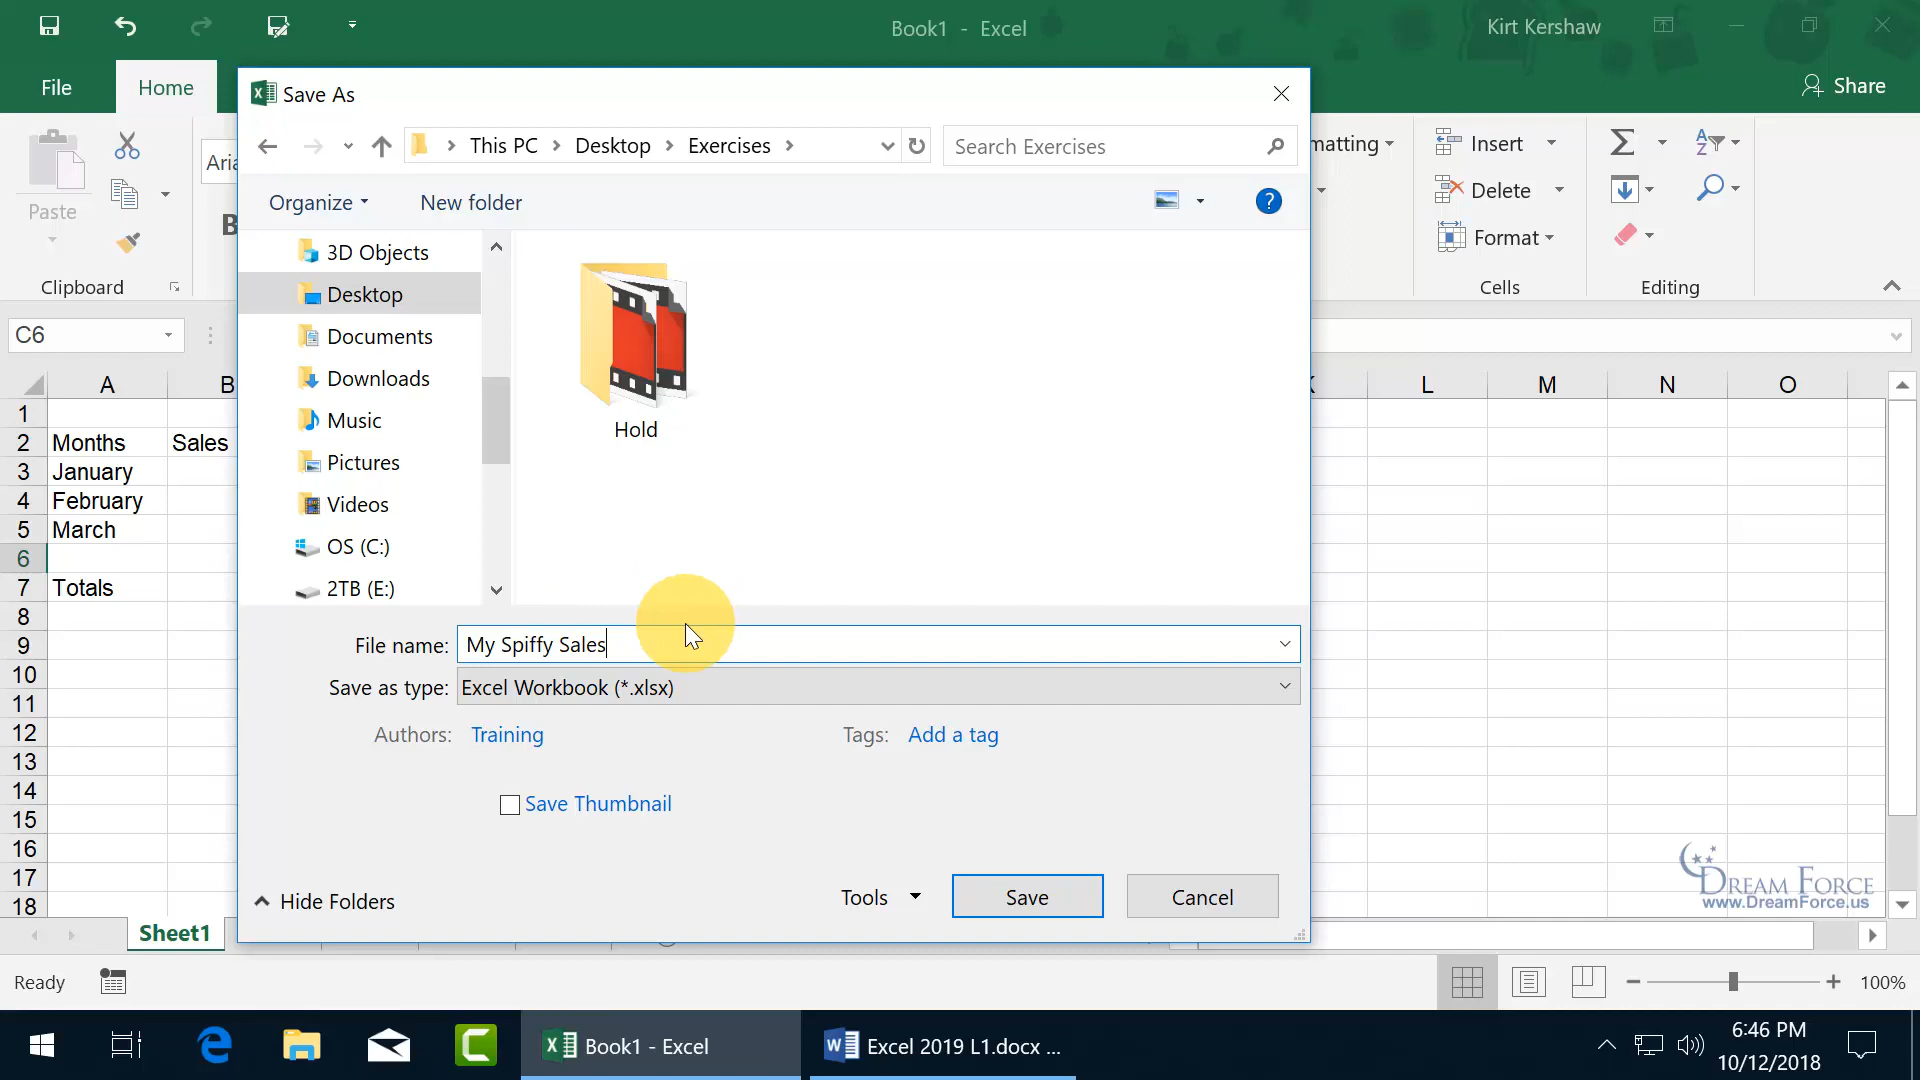 Book1 - Excel
Kirt Kershaw
File
Home
Share
Save As
This PC
Desktop
Exercises
Search Exercises
Organize
New folder
Paste
Clipboard
Aria
B
matting
Insert
Delete
Format
Cells
Editing
C6
3D Objects
Desktop
Documents
Downloads
Music
Pictures
Videos
OS (C:)
2TB (E:)
Hold
A B L M N O
1
2 Months Sales
3 January
4 February
5 March
6
7 Totals
8
9
10
11
12
13
14
15
16
17
18
File name: My Spiffy Sales
Save as type: Excel Workbook (*.xlsx)
Authors: Training
Tags: Add a tag
Save Thumbnail
Hide Folders
Tools
Save
Cancel
DREAM FORCE
www.DreamForce.us
Sheet1
Ready
100%
Book1 - Excel
Excel 2019 L1.docx ...
6:46 PM
10/12/2018